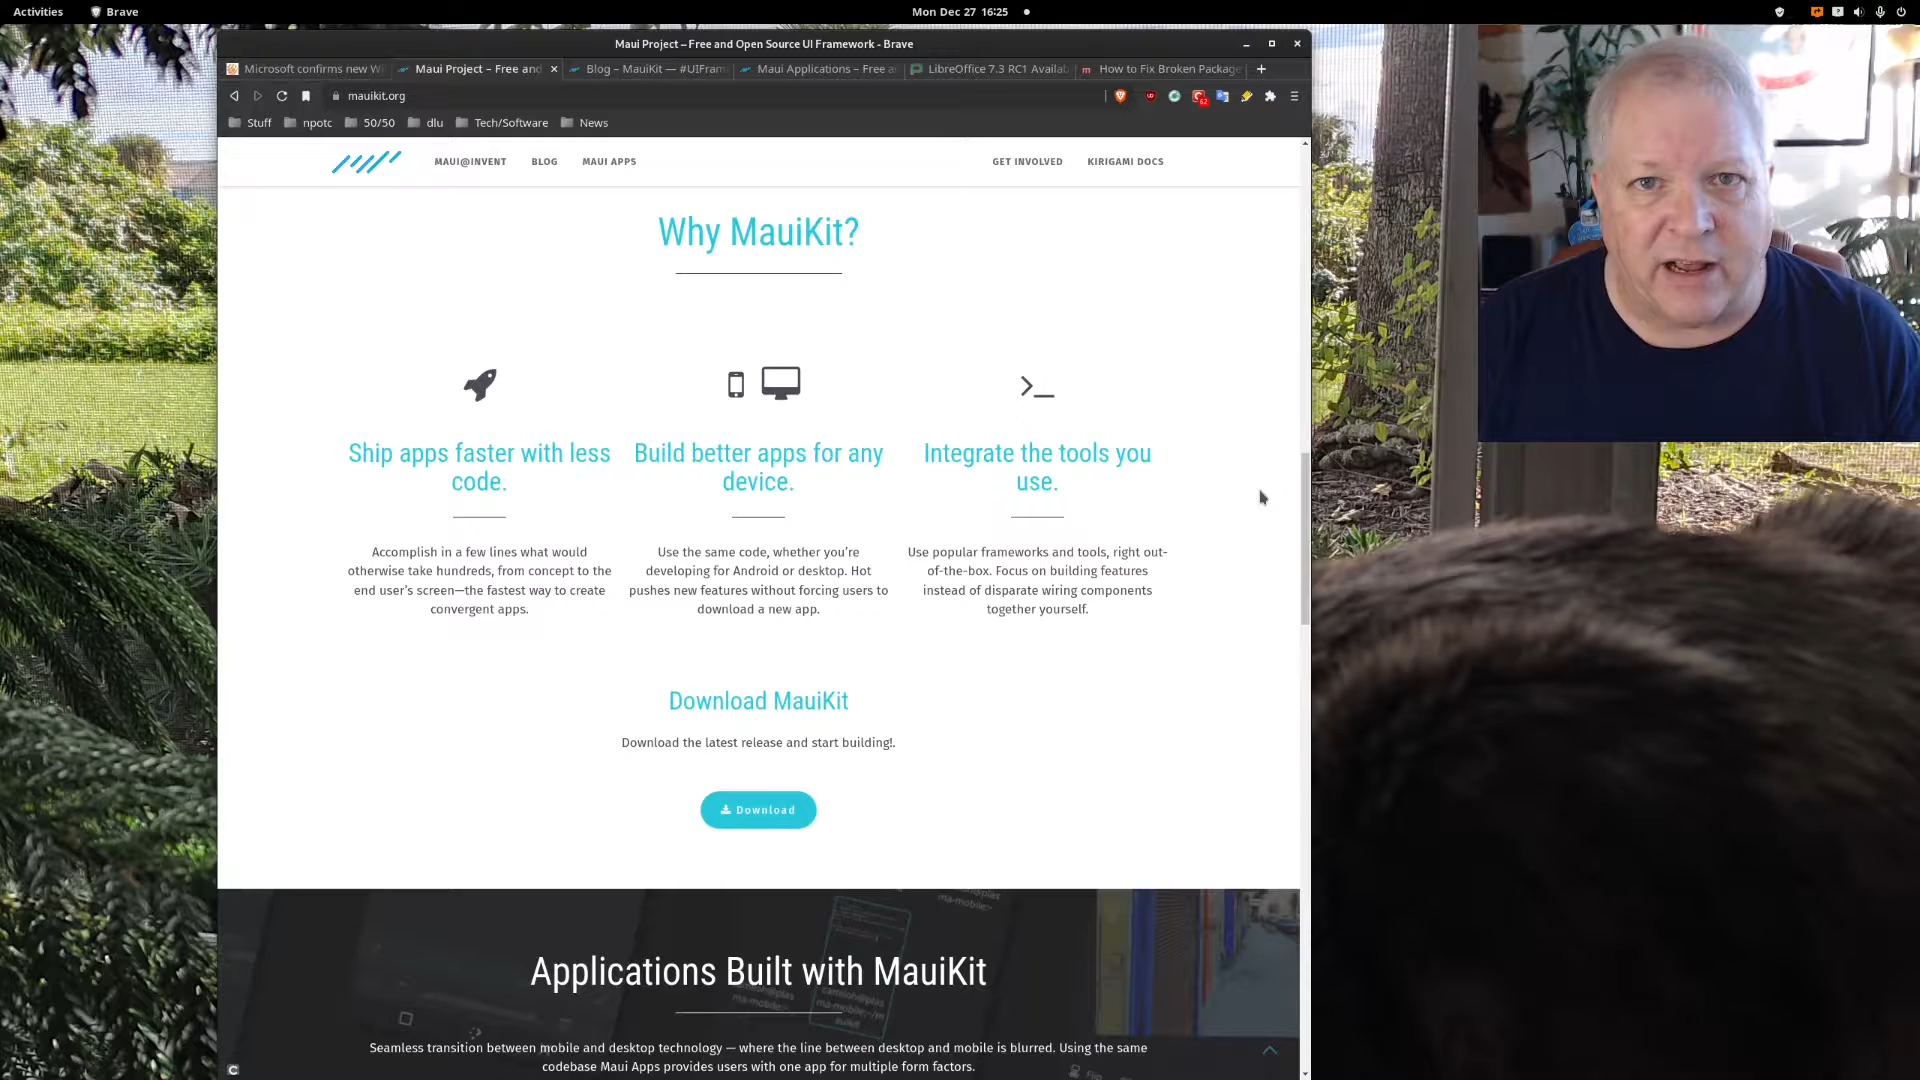 Activities
Brave
Mon Dec 27 16:25
Maui Project – Free and Open Source UI Framework - Brave
Microsoft confirms new W
Maui Project – Free and
Blog – MauiKit — #UIFram
Maui Applications – Free a
LibreOffice 7.3 RC1 Availab
How to Fix Broken Package
mauikit.org
62
Stuff
npotc
50/50
dlu
Tech/Software
News
MAUI@INVENT
BLOG
MAUI APPS
GET INVOLVED
KIRIGAMI DOCS
Why MauiKit?
Ship apps faster with less
code.
Accomplish in a few lines what would
otherwise take hundreds, from concept to the
end user’s screen—the fastest way to create
convergent apps.
Build better apps for any
device.
Use the same code, whether you’re
developing for Android or desktop. Hot
pushes new features without forcing users to
download a new app.
Integrate the tools you
use.
Use popular frameworks and tools, right out-
of-the-box. Focus on building features
instead of disparate wiring components
together yourself.
Download MauiKit
Download the latest release and start building!.
Download
Applications Built with MauiKit
Seamless transition between mobile and desktop technology — where the line between desktop and mobile is blurred. Using the same
codebase Maui Apps provides users with one app for multiple form factors.